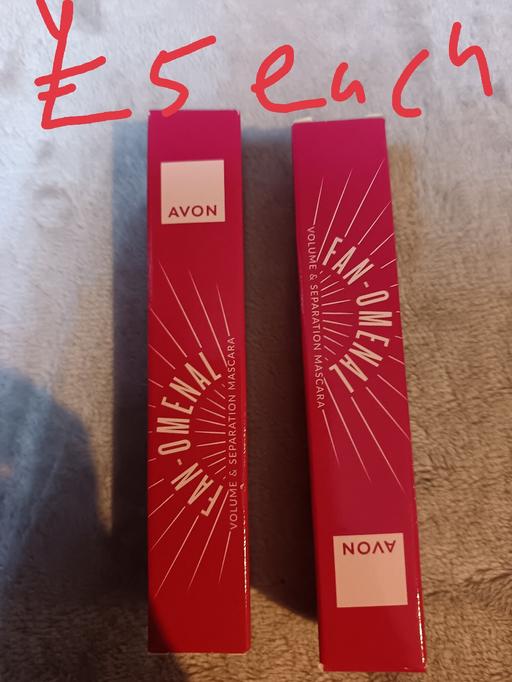 £5 each
AVON
FAN-OMENAL
VOLUME & SEPARATION MASCARA
FAN-OMENAL
VOLUME & SEPARATION MASCARA
AVON